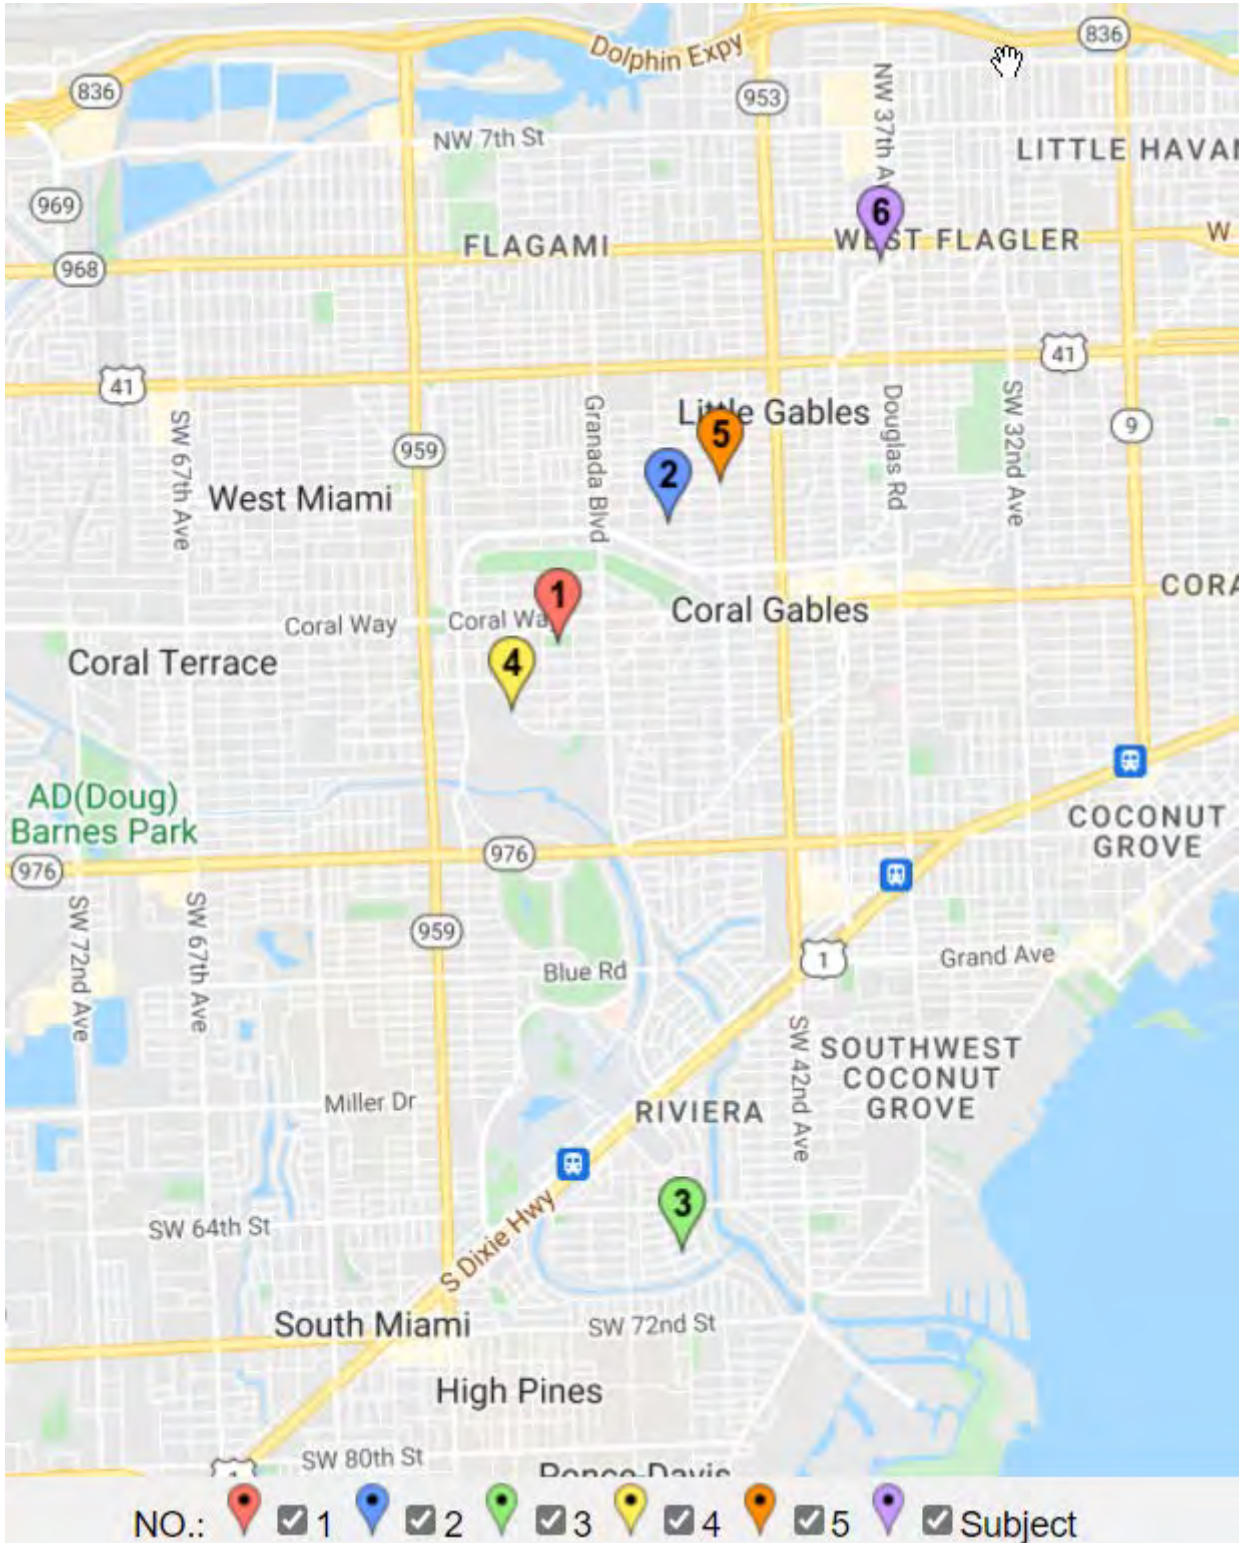 Dolphin Expy
836
836
953
NW 37th A
NW 7th St
LITTLE HAVA
969
6
FLAGAMI
WEST FLAGLER
W
968
41
41
Little Gables
5
Granada Blvd
Douglas Rd
SW 32nd Ave
9
SW 67th Ave
959
2
West Miami
1
CORA
Coral Way
Coral Wa
Coral Gables
4
Coral Terrace
AD(Doug)
Barnes Park
COCONUT
GROVE
976
976
SW 72nd Ave
SW 67th Ave
959
1
Grand Ave
Blue Rd
SW 42nd Ave
SOUTHWEST
COCONUT
GROVE
Miller Dr
RIVIERA
3
SW 64th St
S Dixie Hwy
South Miami
SW 72nd St
High Pines
SW 80th St
Ponce-Davis
1
NO.: 1 2 3 4 5 Subject